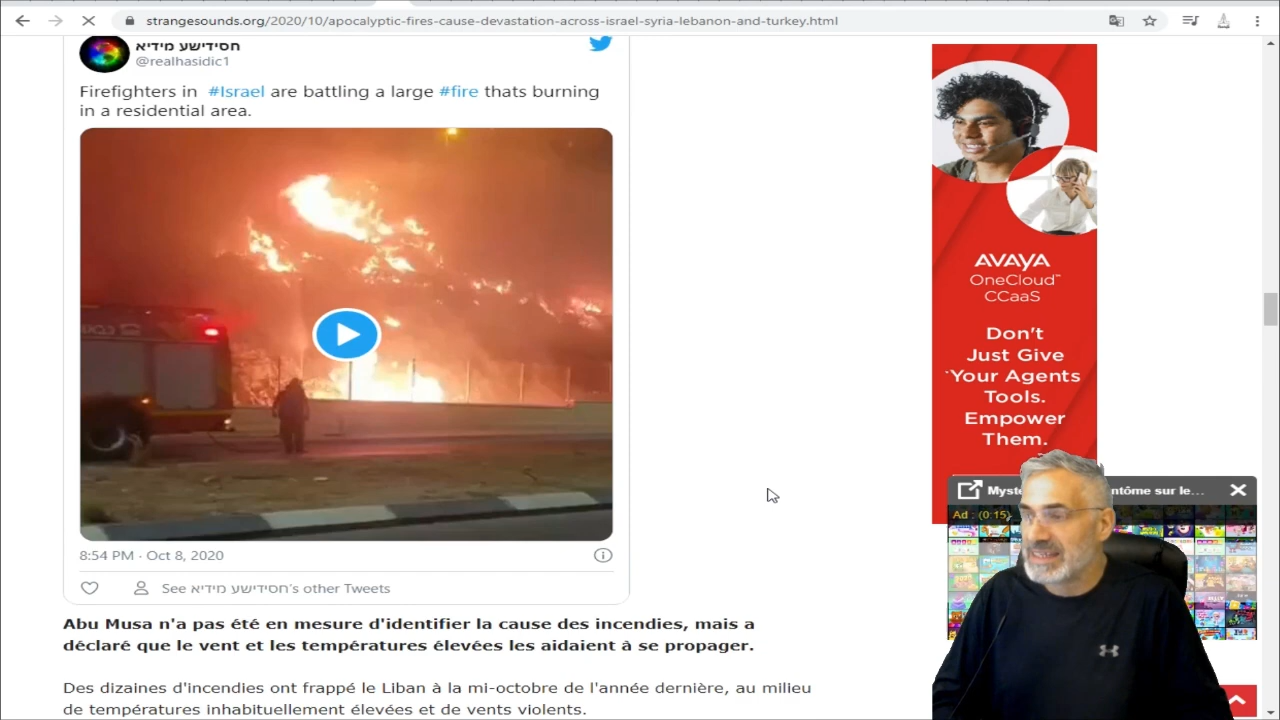 strangesounds.org/2020/10/apocalyptic-fires-cause-devastation-across-israel-syria-lebanon-and-turkey.html
חסידישע מידיא
@realhasidic1
Firefighters in #Israel are battling a large #fire thats burning
in a residential area.
8:54 PM · Oct 8, 2020
See חסידישע מידיא's other Tweets
Abu Musa n'a pas été en mesure d'identifier la cause des incendies, mais a
déclaré que le vent et les températures élevées les aidaient à se propager.
Des dizaines d'incendies ont frappé le Liban à la mi-octobre de l'année dernière, au milieu
de températures inhabituellement élevées et de vents violents.
AVAYA
OneCloud™
CCaaS
Don't
Just Give
Your Agents
Tools.
Empower
Them.
sur le...
Ad : (0:15)